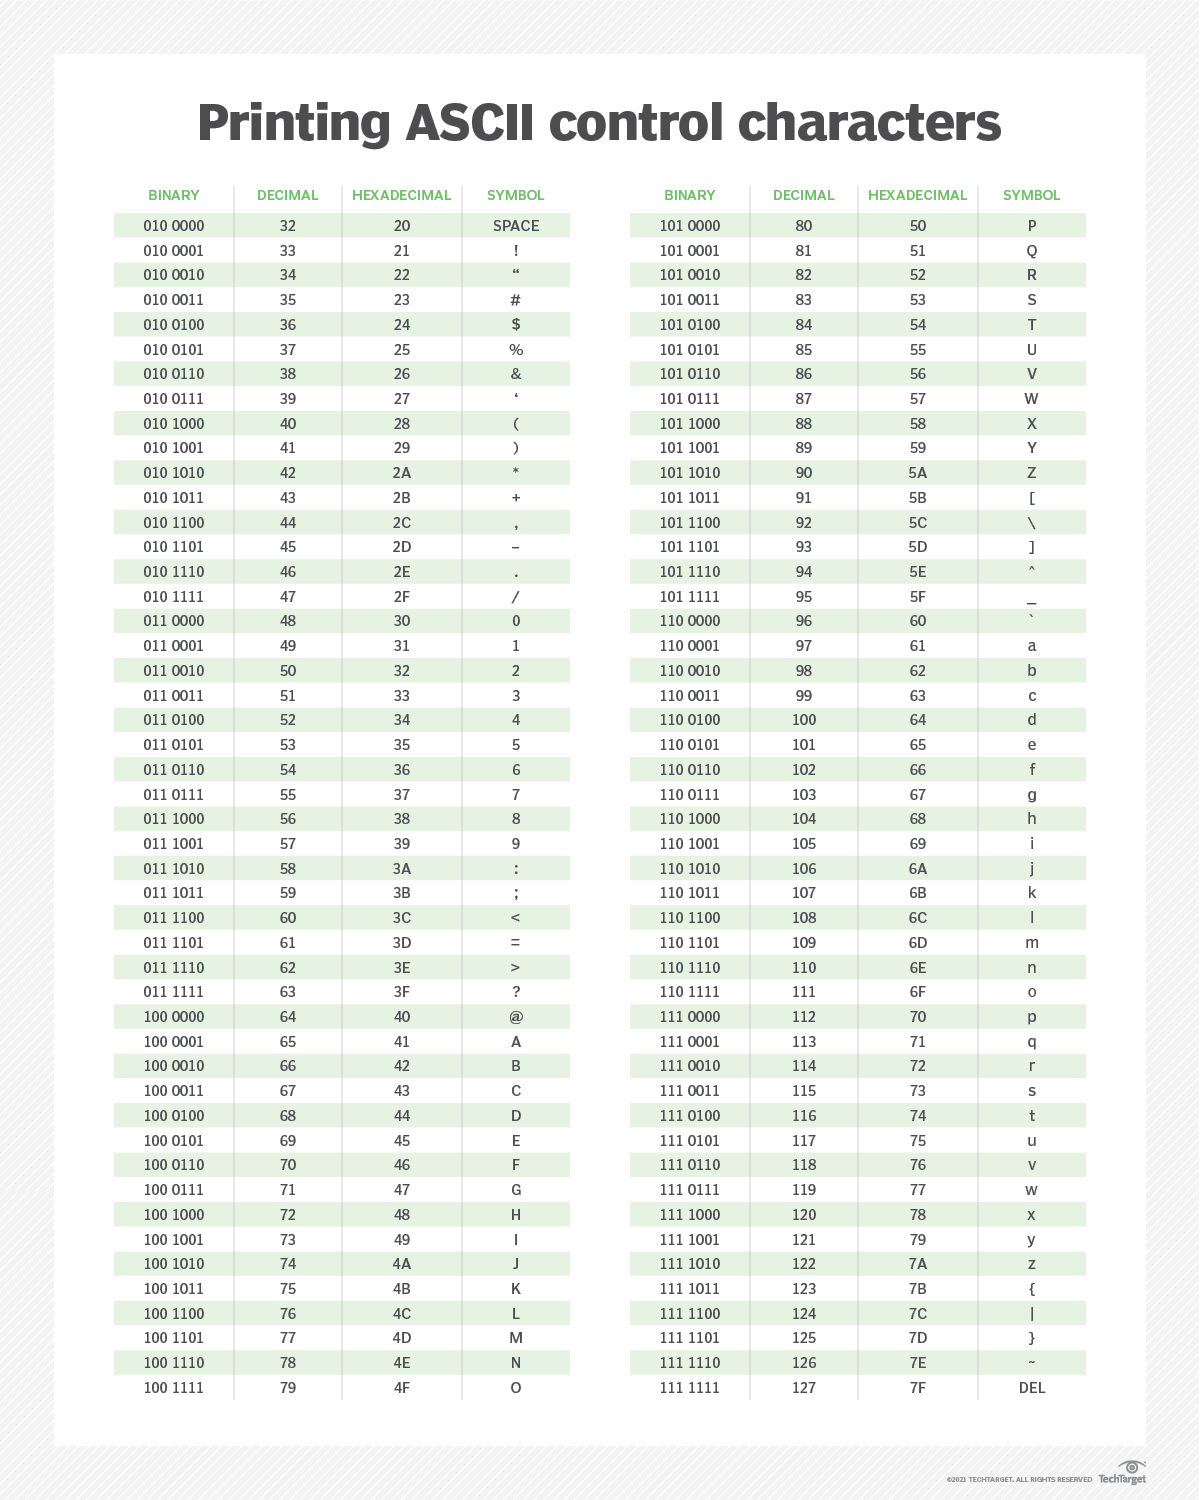 Printing ASCII control characters
BINARY DECIMAL HEXADECIMAL SYMBOL
010 0000 32 20 SPACE
010 0001 33 21 !
010 0010 34 22 “
010 0011 35 23 #
010 0100 36 24 $
010 0101 37 25 %
010 0110 38 26 &
010 0111 39 27 ‘
010 1000 40 28 (
010 1001 41 29 )
010 1010 42 2A *
010 1011 43 2B +
010 1100 44 2C ,
010 1101 45 2D –
010 1110 46 2E .
010 1111 47 2F /
011 0000 48 30 0
011 0001 49 31 1
011 0010 50 32 2
011 0011 51 33 3
011 0100 52 34 4
011 0101 53 35 5
011 0110 54 36 6
011 0111 55 37 7
011 1000 56 38 8
011 1001 57 39 9
011 1010 58 3A :
011 1011 59 3B ;
011 1100 60 3C <
011 1101 61 3D =
011 1110 62 3E >
011 1111 63 3F ?
100 0000 64 40 @
100 0001 65 41 A
100 0010 66 42 B
100 0011 67 43 C
100 0100 68 44 D
100 0101 69 45 E
100 0110 70 46 F
100 0111 71 47 G
100 1000 72 48 H
100 1001 73 49 I
100 1010 74 4A J
100 1011 75 4B K
100 1100 76 4C L
100 1101 77 4D M
100 1110 78 4E N
100 1111 79 4F O
BINARY DECIMAL HEXADECIMAL SYMBOL
101 0000 80 50 P
101 0001 81 51 Q
101 0010 82 52 R
101 0011 83 53 S
101 0100 84 54 T
101 0101 85 55 U
101 0110 86 56 V
101 0111 87 57 W
101 1000 88 58 X
101 1001 89 59 Y
101 1010 90 5A Z
101 1011 91 5B [
101 1100 92 5C \
101 1101 93 5D ]
101 1110 94 5E ^
101 1111 95 5F _
110 0000 96 60 `
110 0001 97 61 a
110 0010 98 62 b
110 0011 99 63 c
110 0100 100 64 d
110 0101 101 65 e
110 0110 102 66 f
110 0111 103 67 g
110 1000 104 68 h
110 1001 105 69 i
110 1010 106 6A j
110 1011 107 6B k
110 1100 108 6C l
110 1101 109 6D m
110 1110 110 6E n
110 1111 111 6F o
111 0000 112 70 p
111 0001 113 71 q
111 0010 114 72 r
111 0011 115 73 s
111 0100 116 74 t
111 0101 117 75 u
111 0110 118 76 v
111 0111 119 77 w
111 1000 120 78 x
111 1001 121 79 y
111 1010 122 7A z
111 1011 123 7B {
111 1100 124 7C |
111 1101 125 7D }
111 1110 126 7E ~
111 1111 127 7F DEL
©2021 TECHTARGET. ALL RIGHTS RESERVED TechTarget